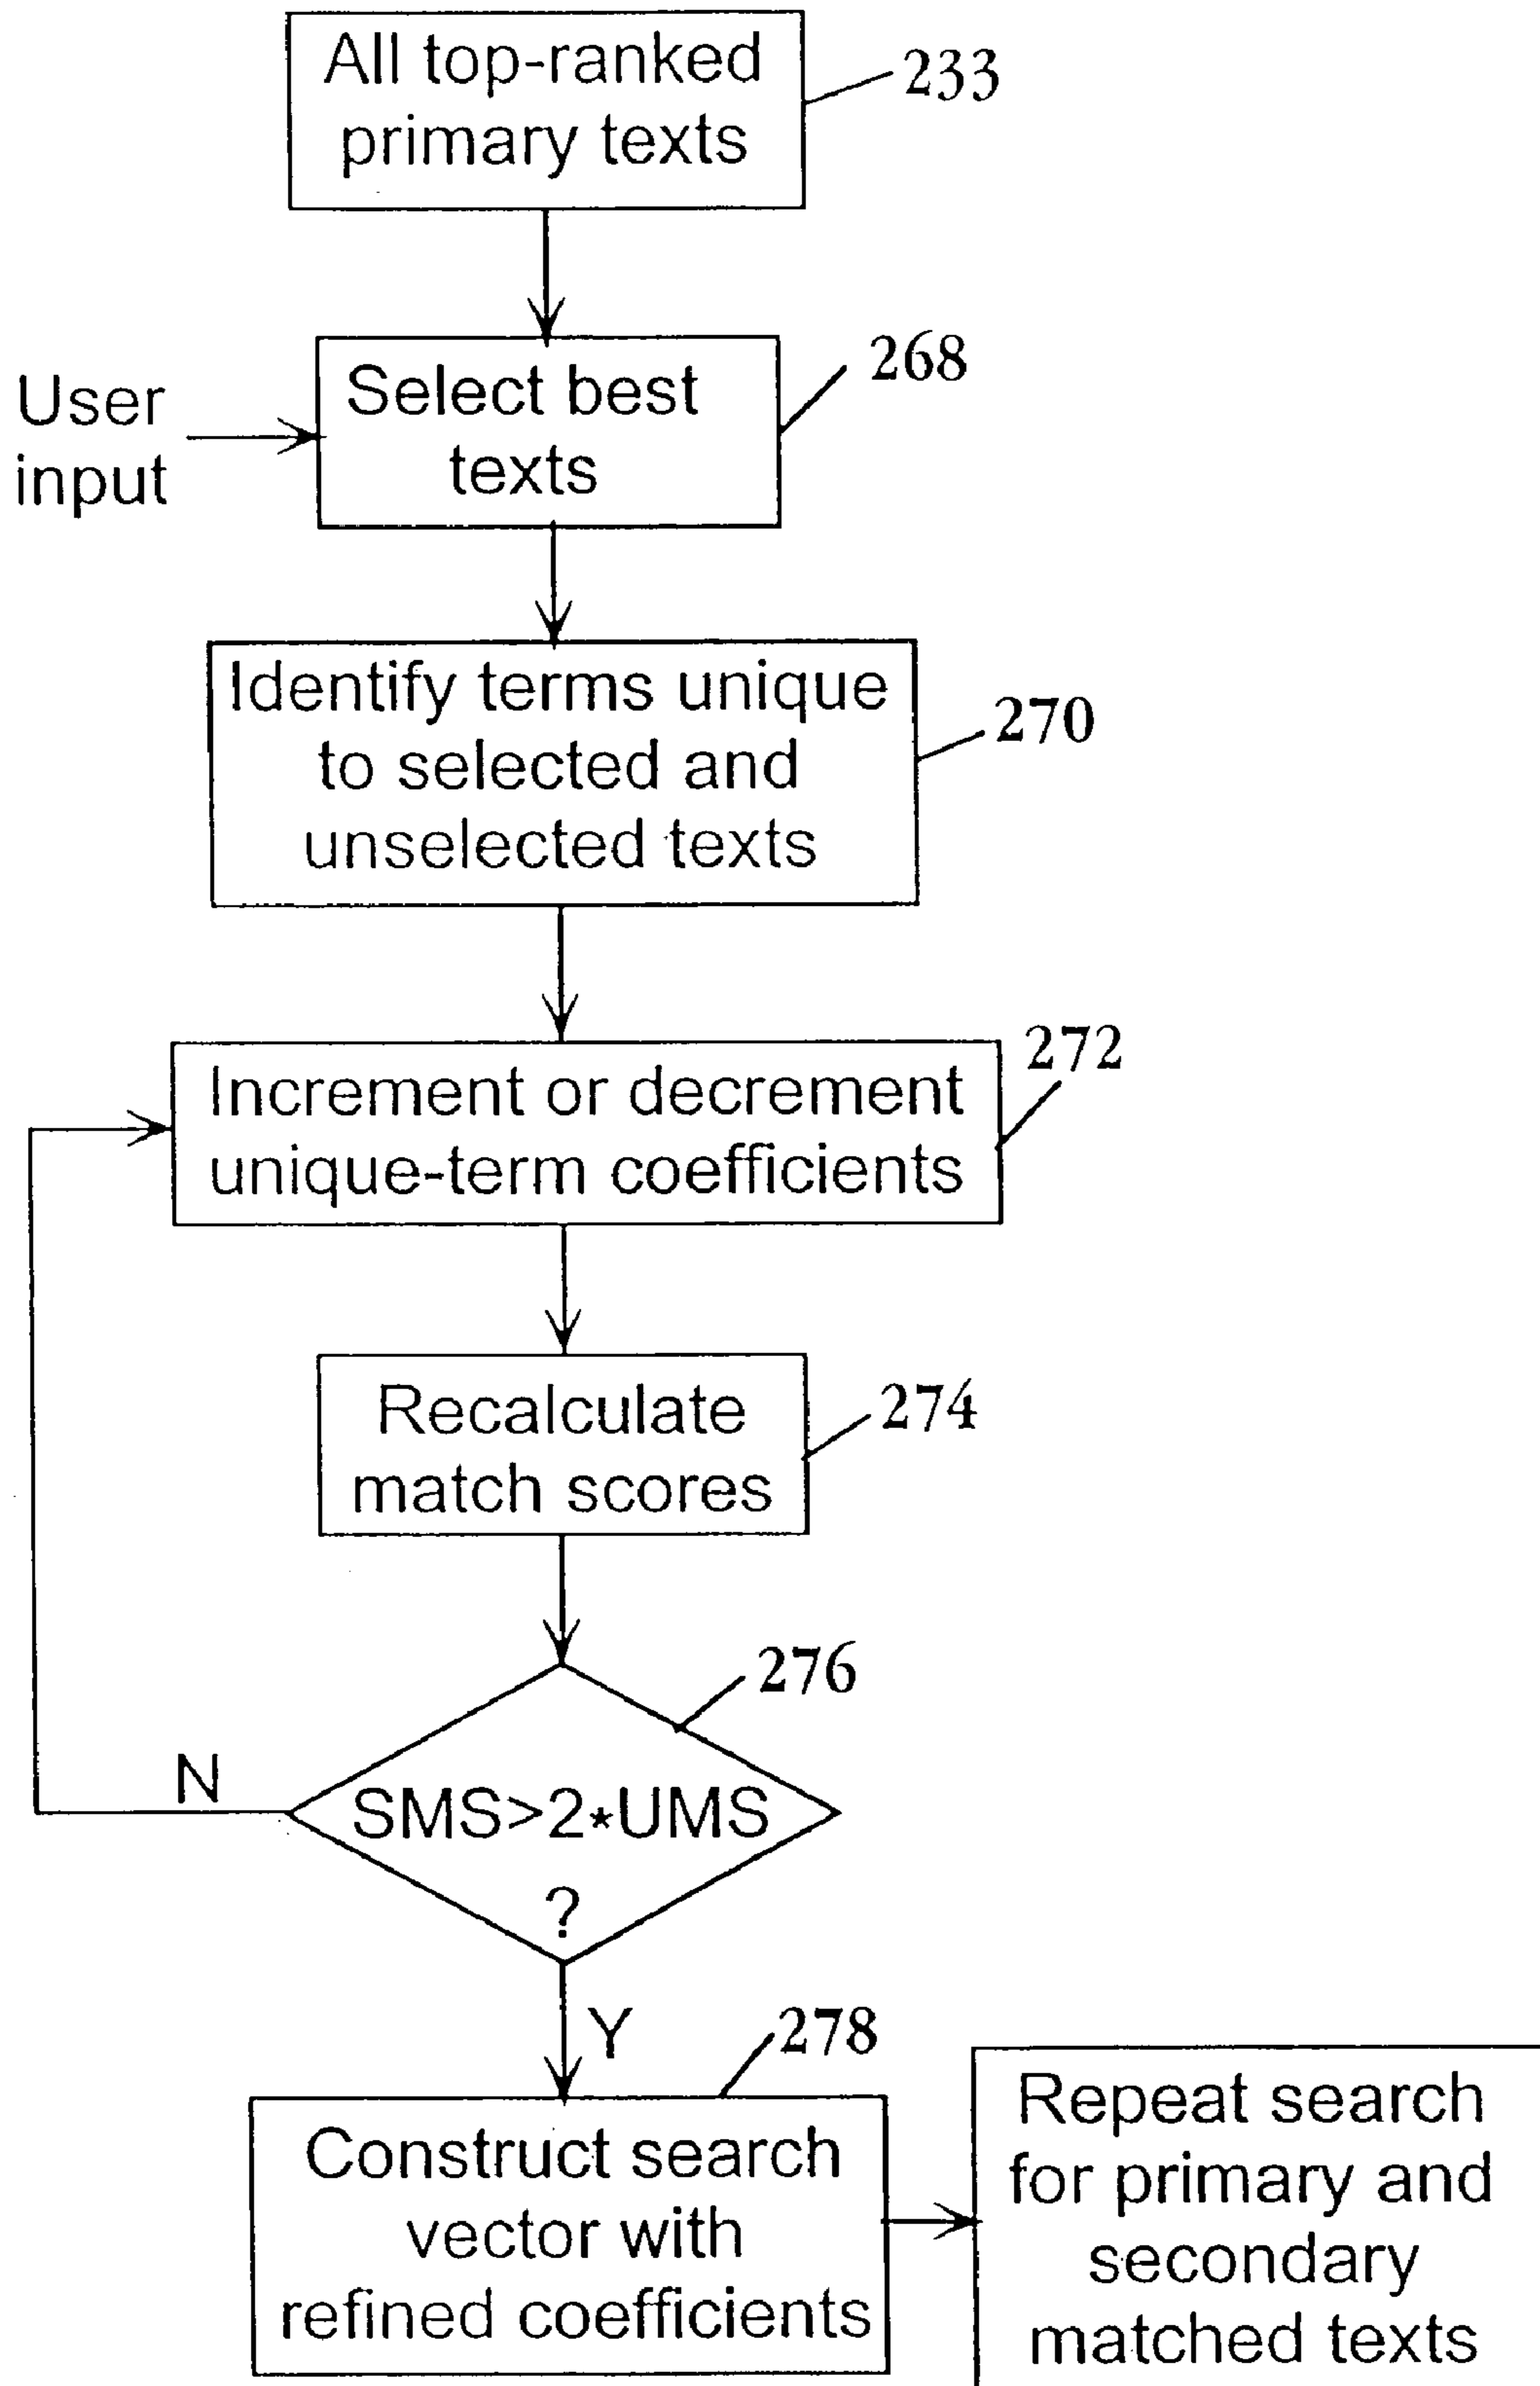 All top-ranked
primary texts
233
User
input
Select best
texts
268
Identify terms unique
to selected and
unselected texts
270
Increment or decrement
unique-term coefficients
272
Recalculate
match scores
274
276
N
SMS>2*UMS
?
Y
278
Construct search
vector with
refined coefficients
Repeat search
for primary and
secondary
matched texts